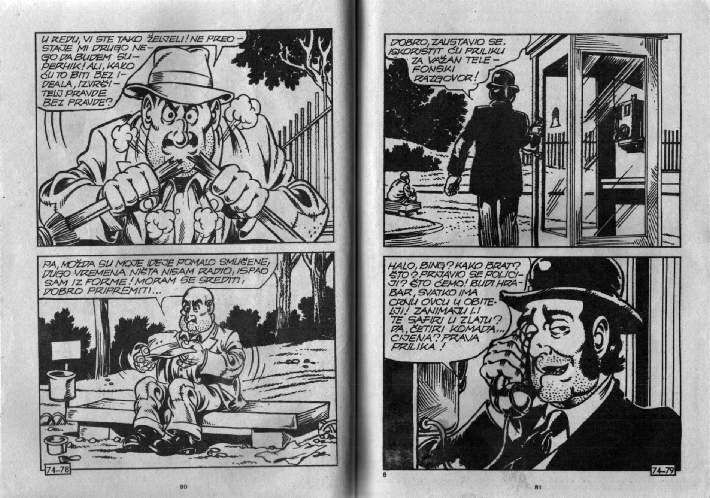 U REDU, VI STE TAKO ŽELJELI! NE PREO-
STAJE MI DRUGO NE-
GO DA BUDEM SU-
PERHIK! ALI, KAKO
ĆU TO BITI BEZ I-
DEALA, IZVRŠI-
TELJ PRAVDE
BEZ PRAVDE?
PA, MOŽDA SU MOJE IDEJE POMALO SMUĆENE,
DUGO VREMENA NIŠTA NISAM RADIO, ISPAO
SAM IZ FORME! MORAM SE SREDITI,
DOBRO PRIPREMITI...
74-78
80
DOBRO, ZAUSTAVIO SE.
ISKORISTIT ĆU PRILIKU
ZA VAŽAN TELE-
FONSKI
RAZGOVOR!
HALO, BING? KAKO BRAT?
ŠTO? PRIJAVIO SE POLICI-
JI? ŠTO ĆEMO! BUDI HRA-
BAR, SVATKO IMA
CRNU OVCU U OBITE-
LJI! ZANIMAJU LI
TE SAFIRI U ZLATU?
DA, ČETIRI KOMADA...
CIJENA? PRAVA
PRILIKA!
6
74-79
81